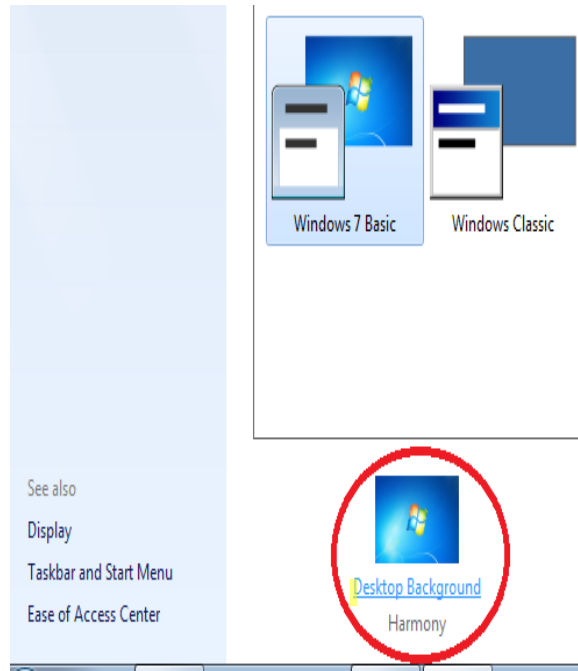 Windows 7 Basic
Windows Classic
See also
Display
Taskbar and Start Menu
Ease of Access Center
Desktop Background
Harmony